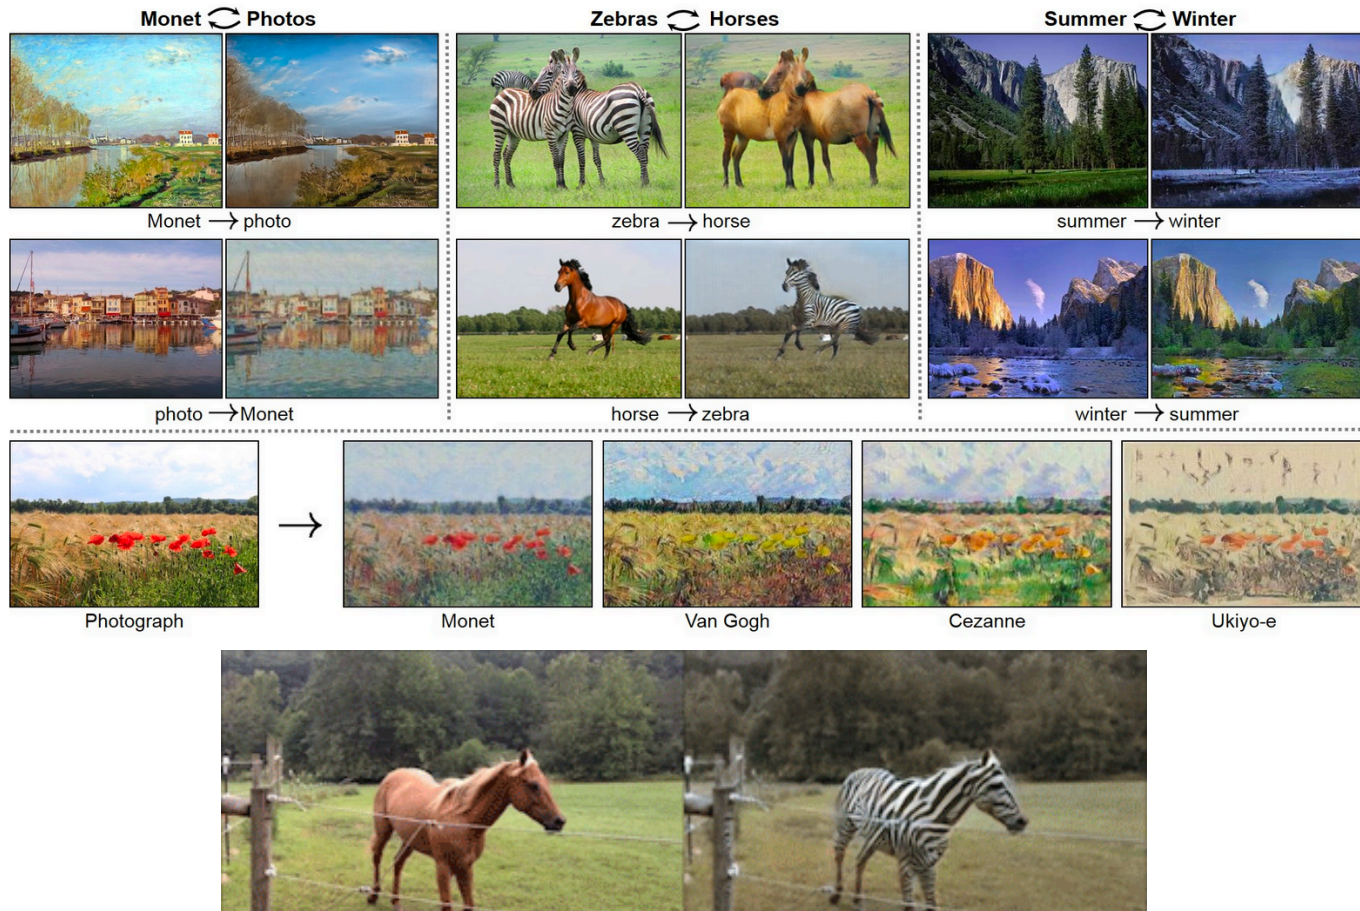 Monet Photos
Zebras Horses
Summer Winter
Monet → photo
zebra → horse
summer → winter
photo → Monet
horse → zebra
winter → summer
Photograph
Monet
Van Gogh
Cezanne
Ukiyo-e